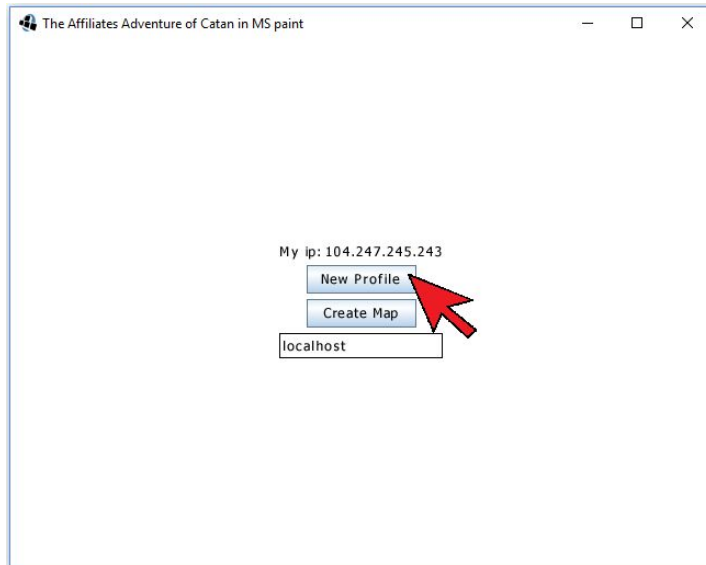 The Affiliates Adventure of Catan in MS paint
My ip: 104.247.245.243
New Profile
Create Map
localhost